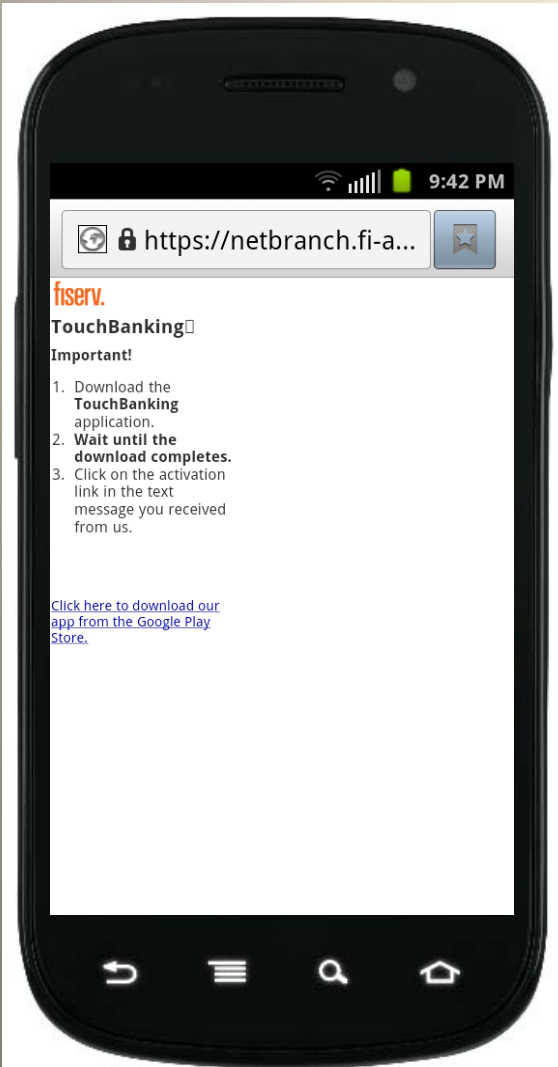 9:42 PM
https://netbranch.fi-a...
fiserv.
TouchBanking
Important!
1. Download the
TouchBanking
application.
2. Wait until the
download completes.
3. Click on the activation
link in the text
message you received
from us.
Click here to download our
app from the Google Play
Store.